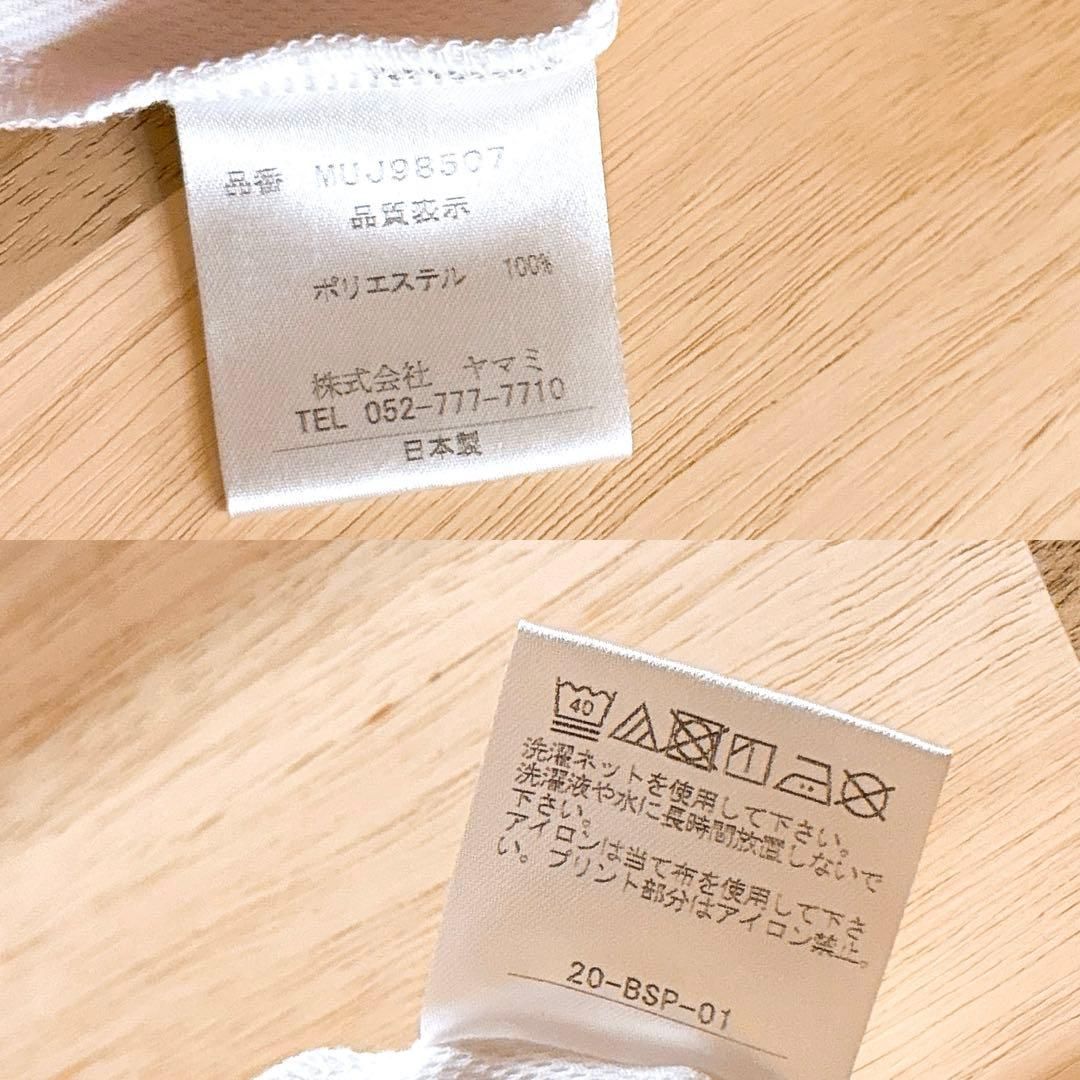 品番 MUJ98507
品質表示
ポリエステル 100%
株式会社 ヤマミ
TEL 052-777-7710
日本製
40
洗濯ネットを使用して下さい。
洗濯液や水に長時間放置しないで
下さい。
アイロンは当て布を使用して下さ
い。プリント部分はアイロン禁止。
20-BSP-01